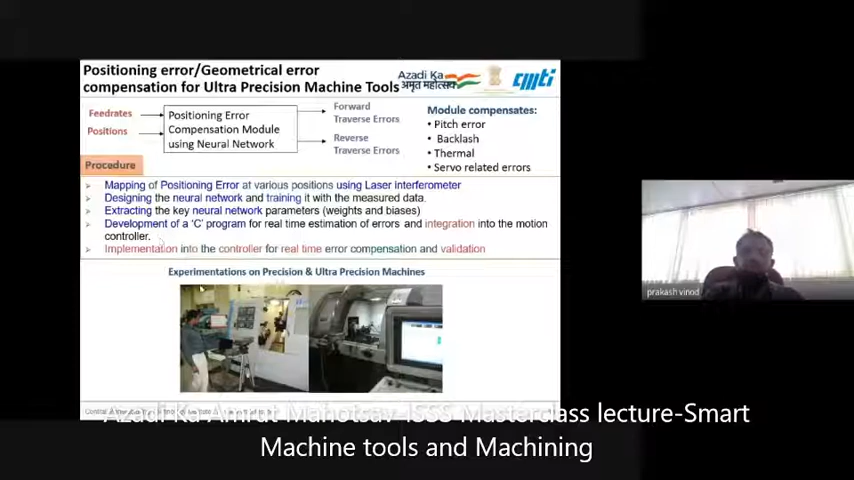 Positioning error/Geometrical error
compensation for Ultra Precision Machine Tools
Azadi Ka
अमृत महोत्सव
cmti
Feedrates
Positions
Positioning Error
Compensation Module
using Neural Network
Forward
Traverse Errors
Reverse
Traverse Errors
Module compensates:
• Pitch error
• Backlash
• Thermal
• Servo related errors
Procedure
Mapping of Positioning Error at various positions using Laser interferometer
Designing the neural network and training it with the measured data.
Extracting the key neural network parameters (weights and biases)
Development of a ‘C’ program for real time estimation of errors and integration into the motion
controller.
Implementation into the controller for real time error compensation and validation
Experimentations on Precision & Ultra Precision Machines
prakash vinod
Azadi Ka Amrut Mahotsav-ISSS Masterclass lecture-Smart
Machine tools and Machining